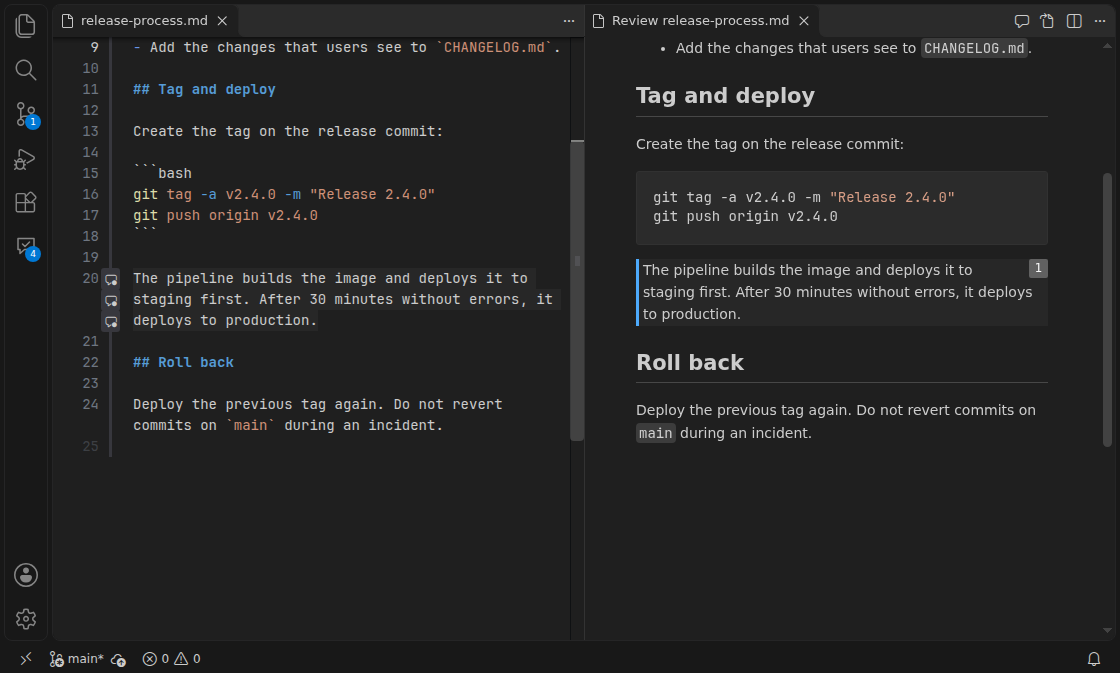 release-process.md
9 - Add the changes that users see to `CHANGELOG.md`.
10
11 ## Tag and deploy
12
13 Create the tag on the release commit:
14
15 ```bash
16 git tag -a v2.4.0 -m "Release 2.4.0"
17 git push origin v2.4.0
18 ```
19
20 The pipeline builds the image and deploys it to
staging first. After 30 minutes without errors, it
deploys to production.
21
22 ## Roll back
23
24 Deploy the previous tag again. Do not revert
commits on `main` during an incident.
25
Review release-process.md
• Add the changes that users see to CHANGELOG.md.
Tag and deploy
Create the tag on the release commit:
git tag -a v2.4.0 -m "Release 2.4.0"
git push origin v2.4.0
The pipeline builds the image and deploys it to
1
staging first. After 30 minutes without errors, it deploys
to production.
Roll back
Deploy the previous tag again. Do not revert commits on
main during an incident.
1
4
main*
0
0